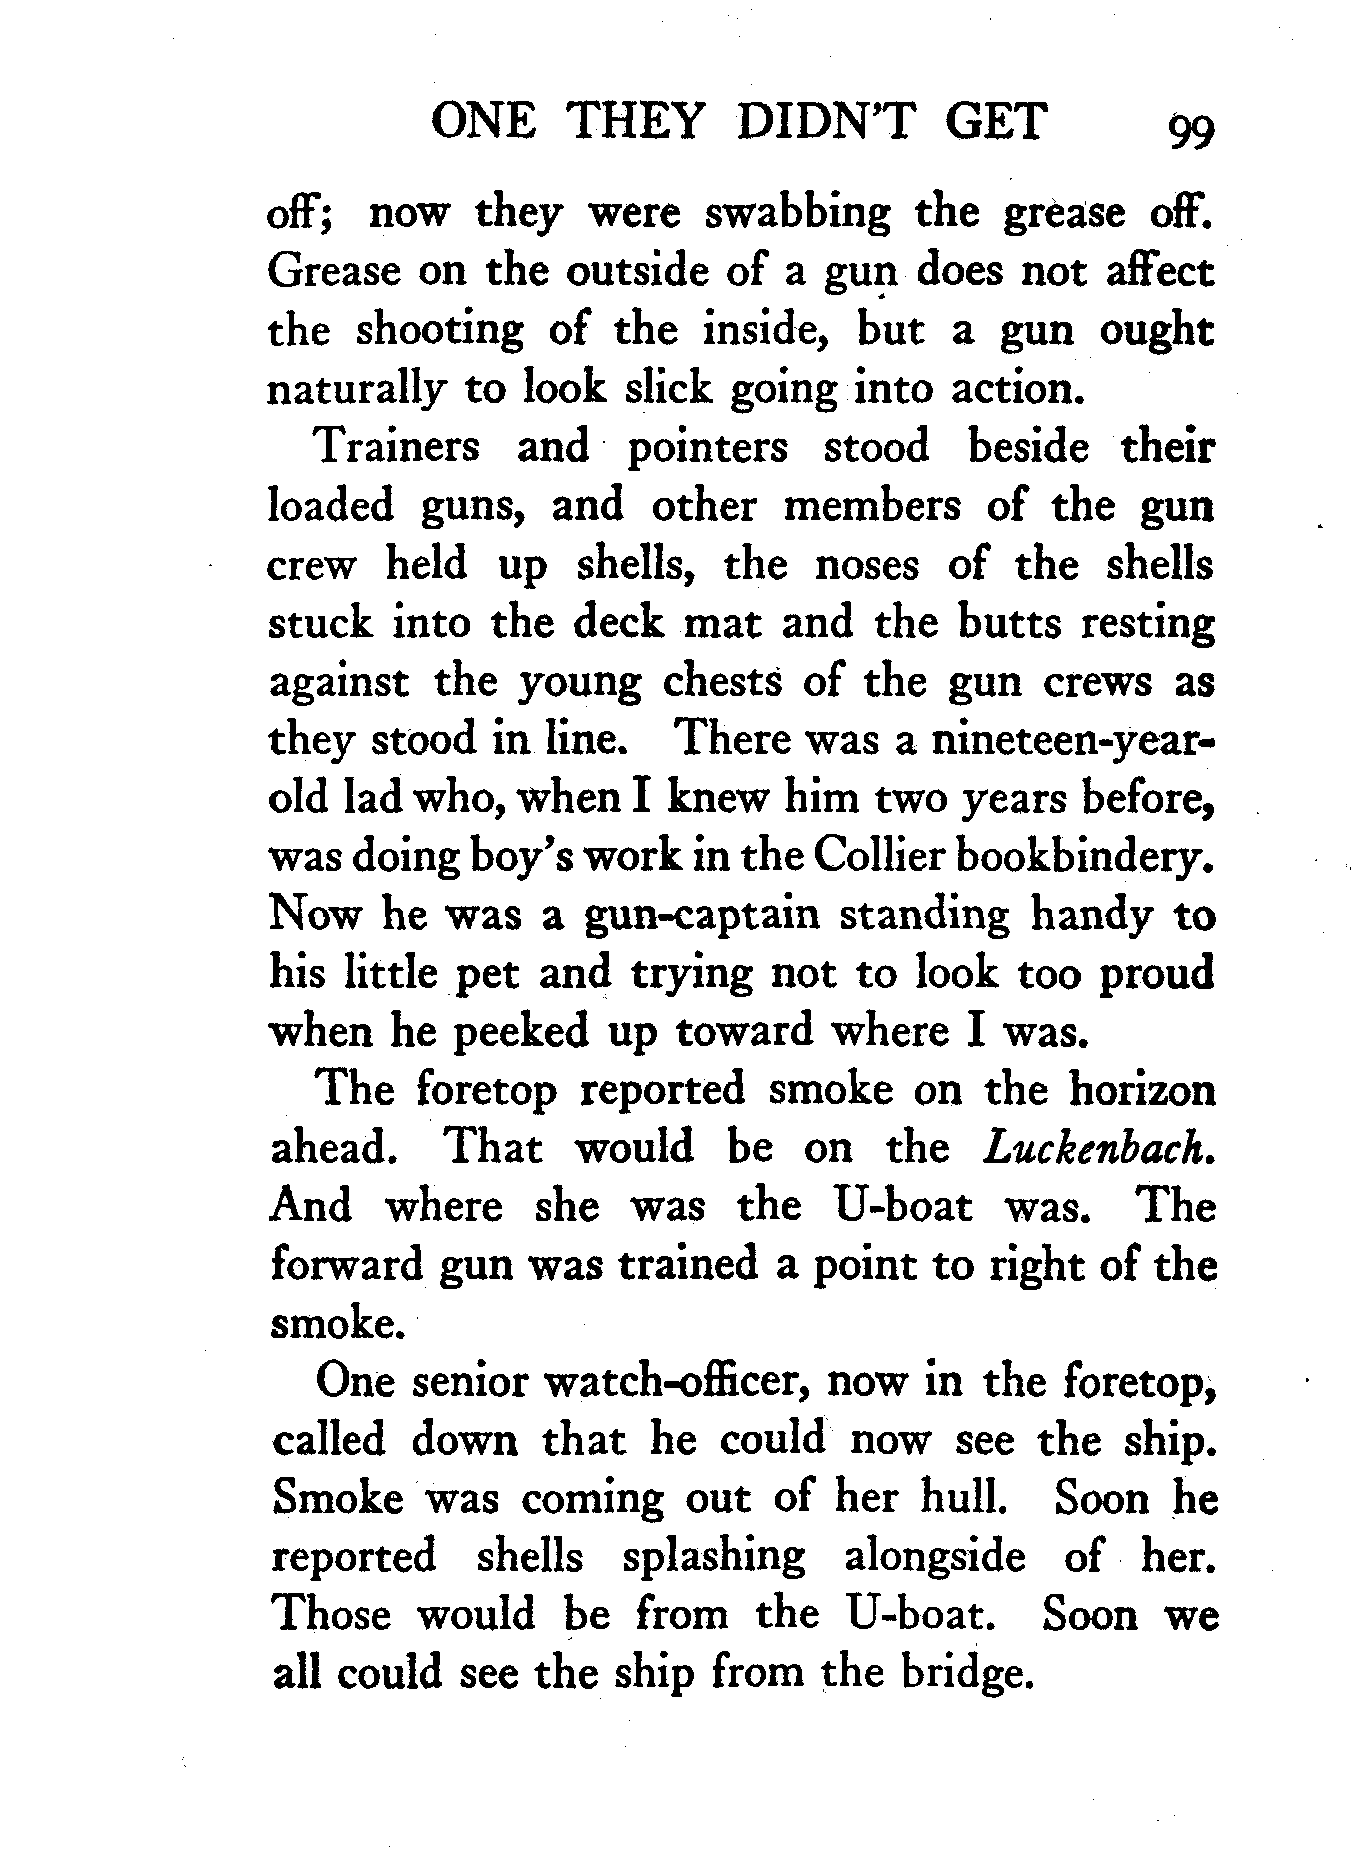 ONE THEY DIDN'T GET 99
off; now they were swabbing the grease off.
Grease on the outside of a gun does not affect
the shooting of the inside, but a gun ought
naturally to look slick going into action.
Trainers and pointers stood beside their
loaded guns, and other members of the gun
crew held up shells, the noses of the shells
stuck into the deck mat and the butts resting
against the young chests of the gun crews as
they stood in line. There was a nineteen-year-
old lad who, when I knew him two years before,
was doing boy's work in the Collier bookbindery.
Now he was a gun-captain standing handy to
his little pet and trying not to look too proud
when he peeked up toward where I was.
The foretop reported smoke on the horizon
ahead. That would be on the Luckenbach.
And where she was the U-boat was. The
forward gun was trained a point to right of the
smoke.
One senior watch-officer, now in the foretop,
called down that he could now see the ship.
Smoke was coming out of her hull. Soon he
reported shells splashing alongside of her.
Those would be from the U-boat. Soon we
all could see the ship from the bridge.